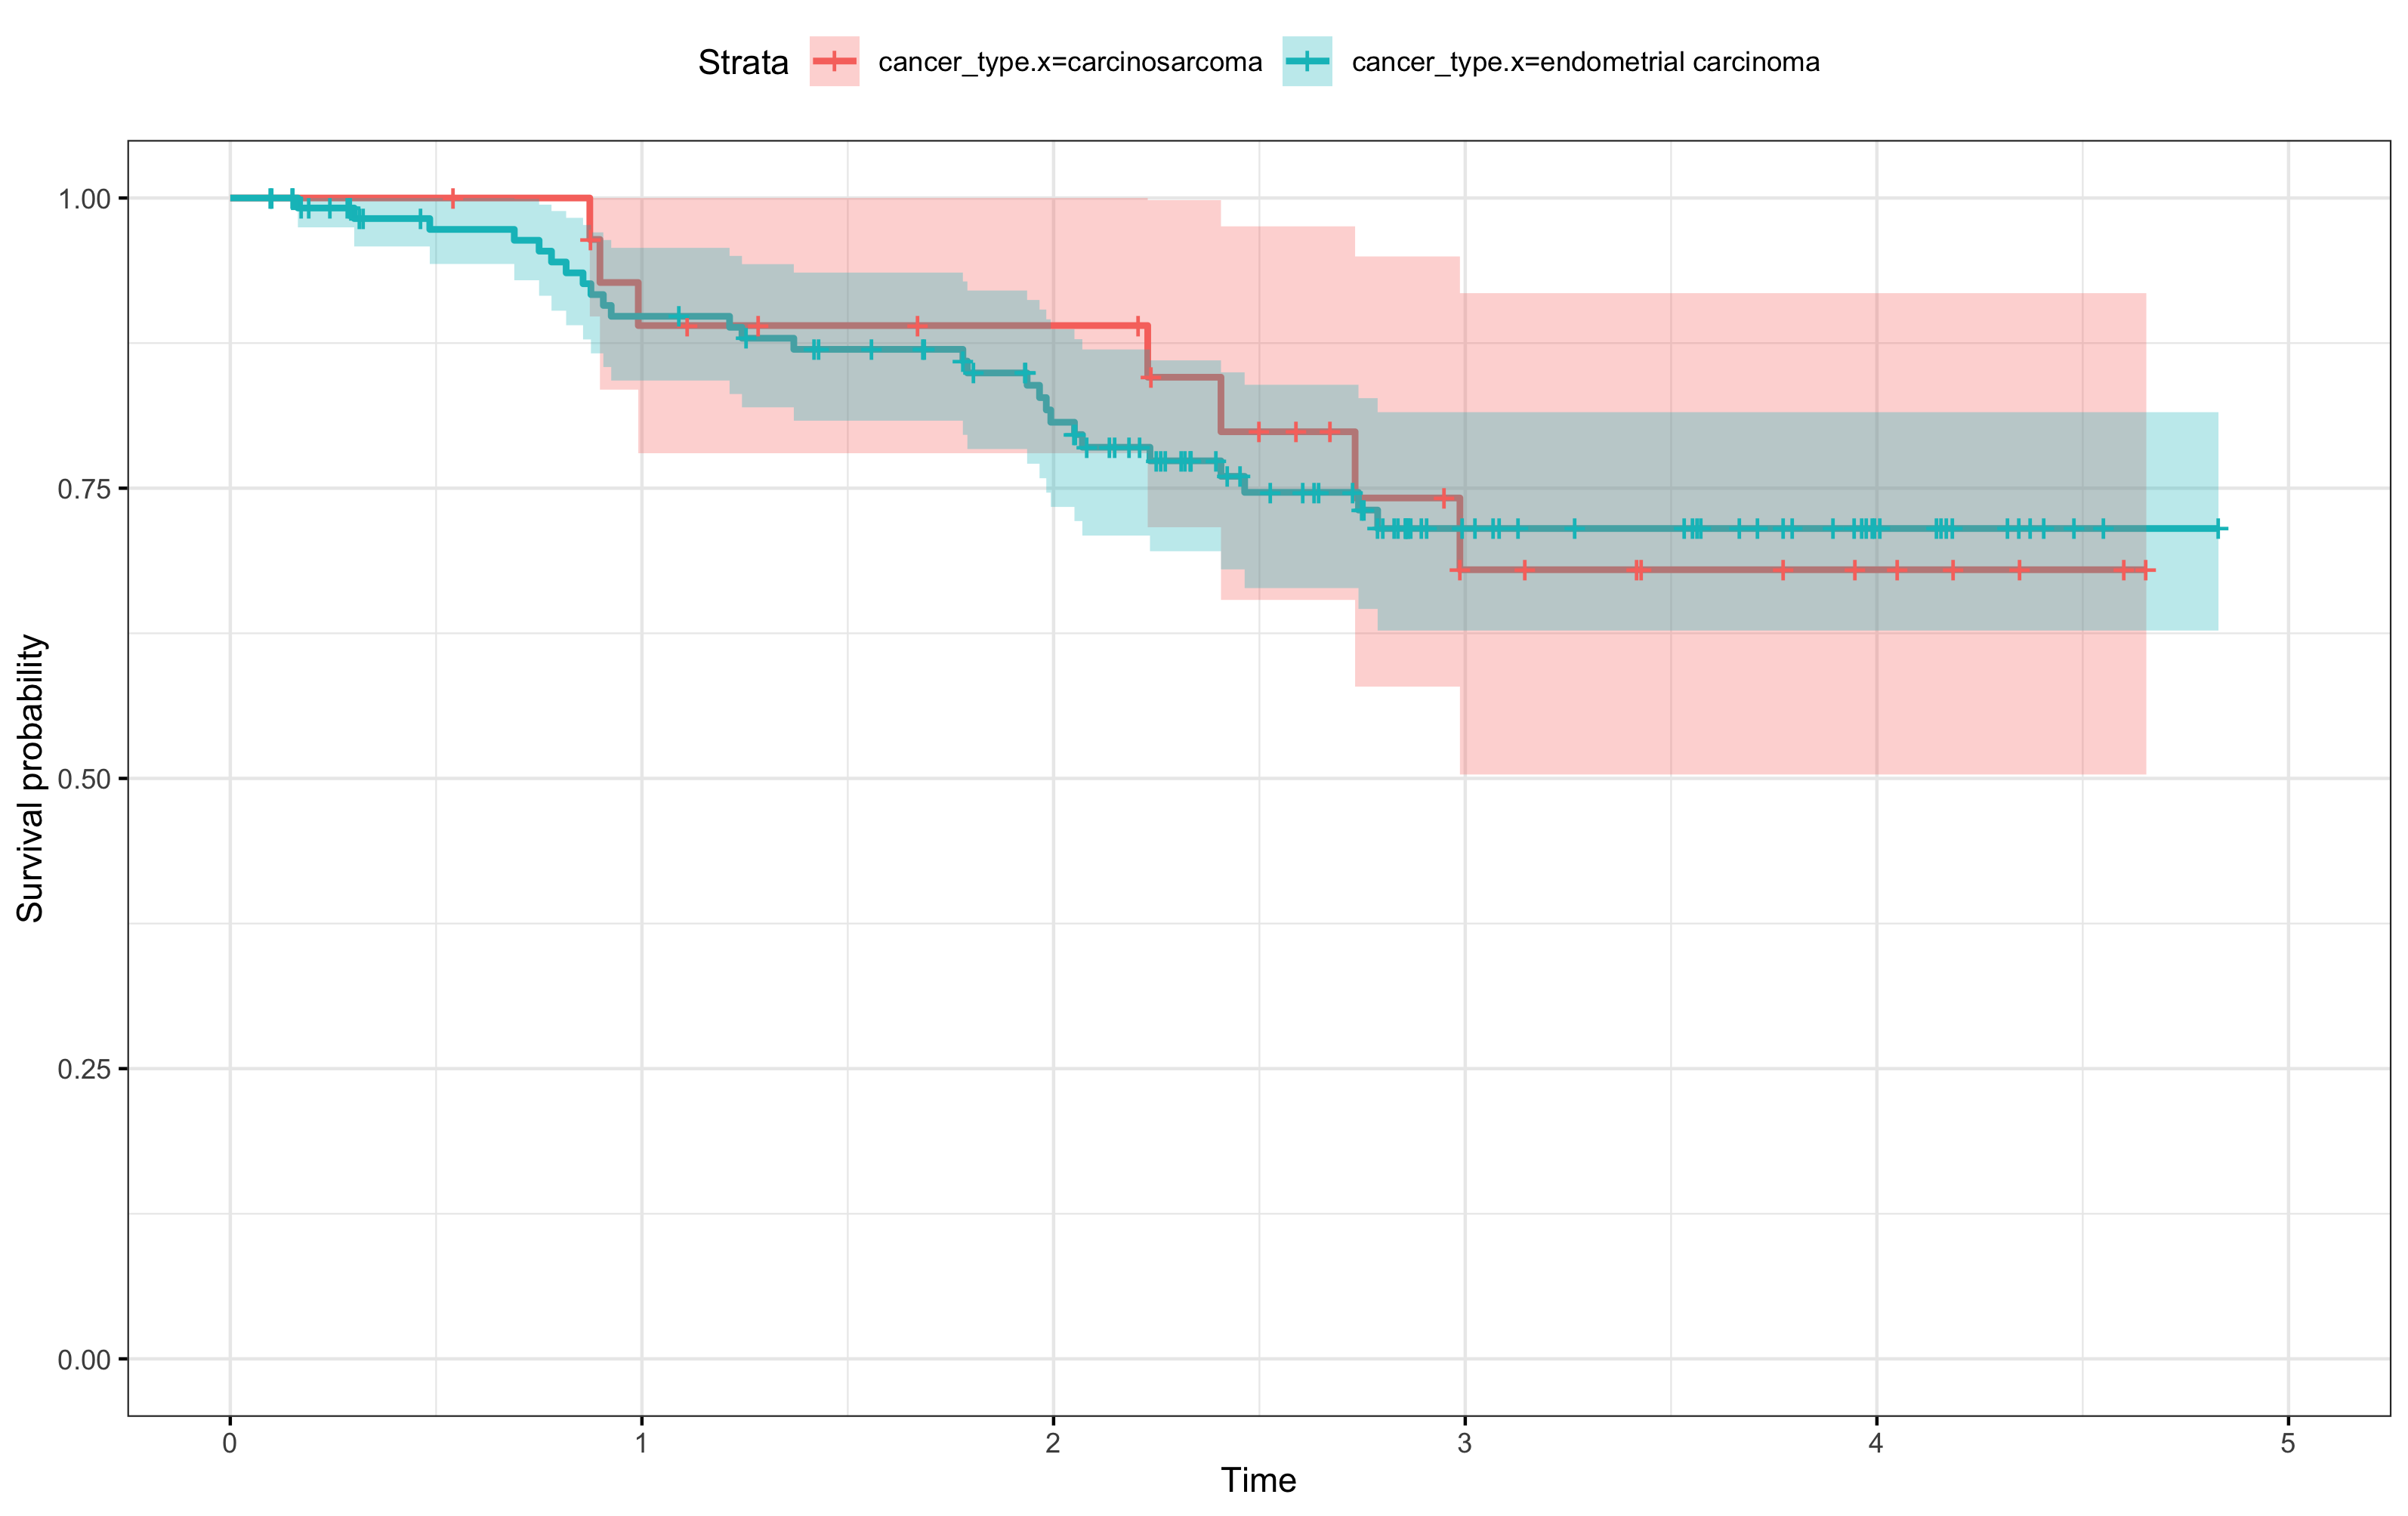 Strata cancer_type.x=carcinosarcoma cancer_type.x=endometrial carcinoma
Survival probability
1.00
0.75
0.50
0.25
0.00
0 1 2 3 4 5
Time